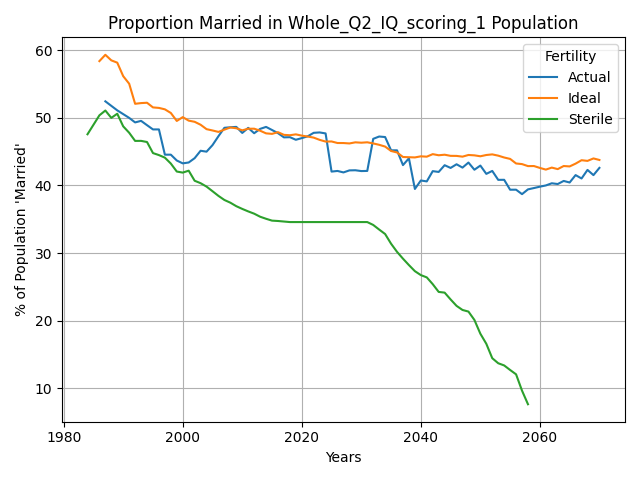 Proportion Married in Whole_Q2_IQ_scoring_1 Population
% of Population 'Married'
60
50
40
30
20
10
Fertility
Actual
Ideal
Sterile
1980
2000
2020
2040
2060
Years